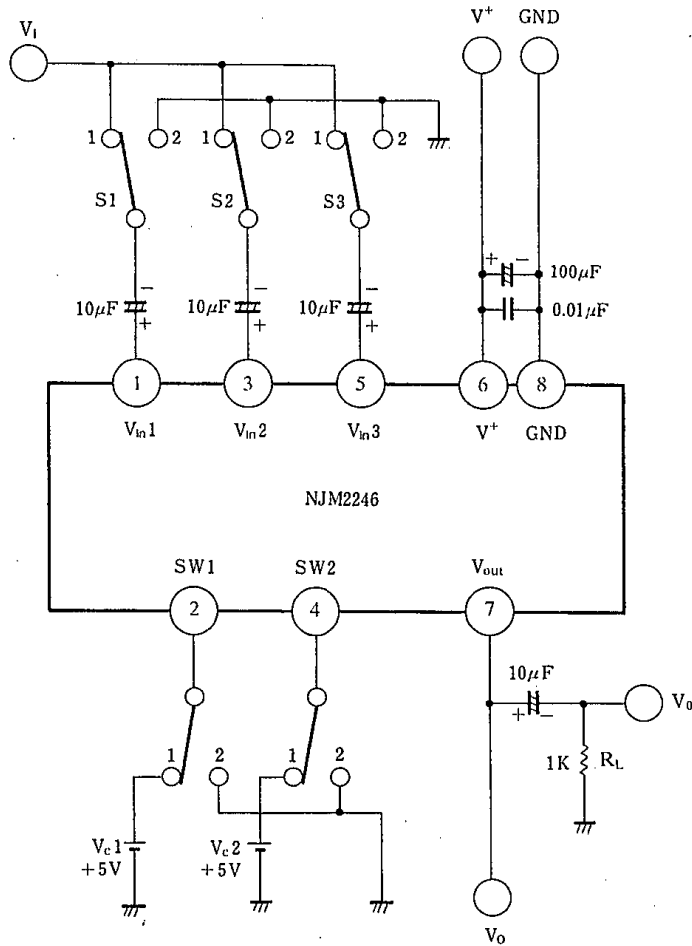 V₁ V⁺ GND
1 2 1 2 1 2
S1 S2 S3
− − − + −
10μF 10μF 10μF 100μF
+ + + 0.01μF
1 3 5 6 8
Vin1 Vin2 Vin3 V⁺ GND
NJM2246
SW1 SW2 Vout
2 4 7
10μF
+ − V₀
1 2 1 2 1K RL
Vc1 Vc2
+5V +5V
VO